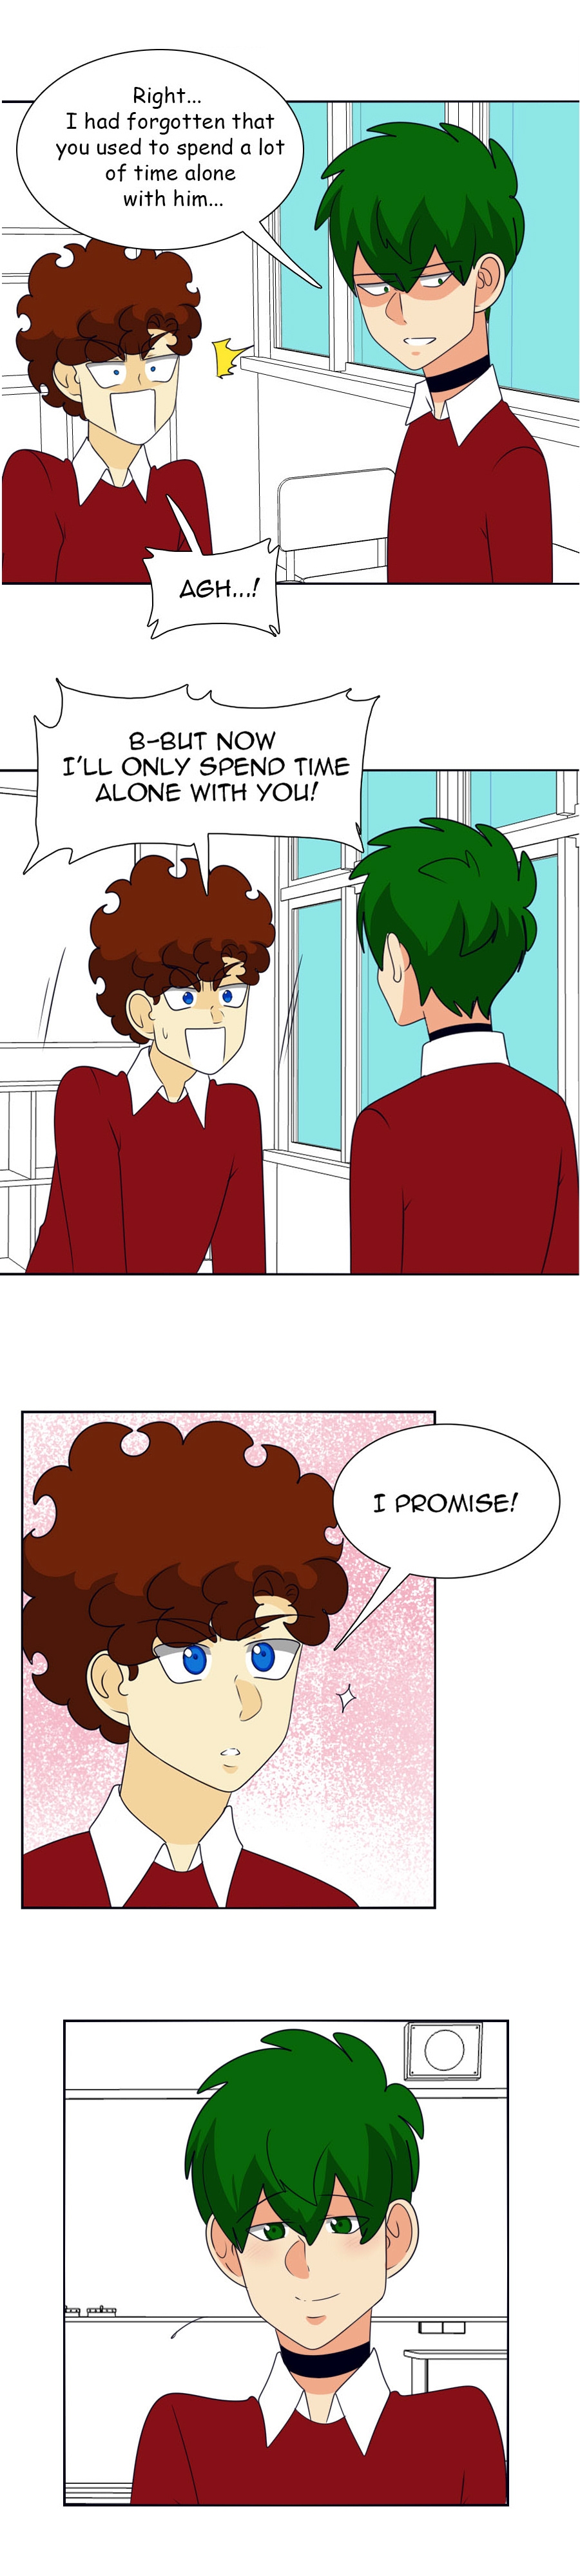 Right...
I had forgotten that
you used to spend a lot
of time alone
with him...
AGH...!
B-BUT NOW
I'LL ONLY SPEND TIME
ALONE WITH YOU!
I PROMISE!